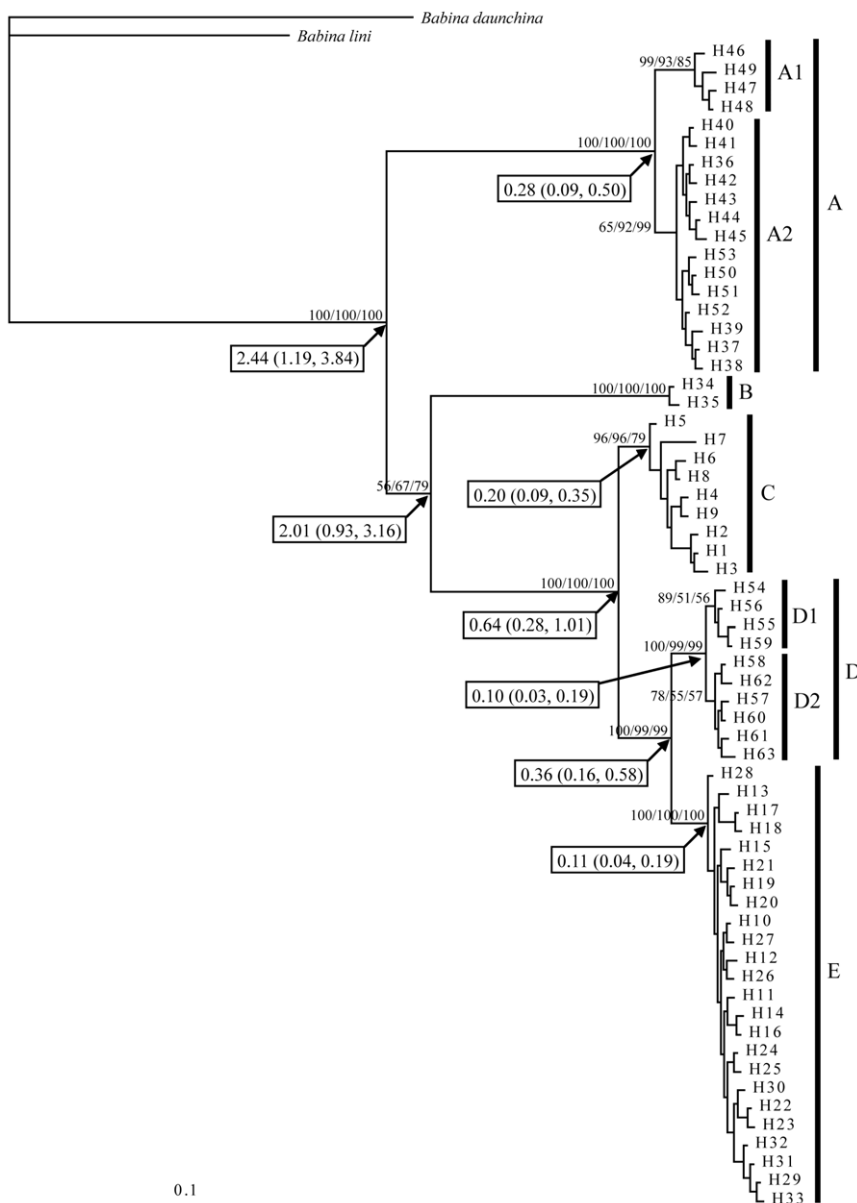 Babina daunchina
Babina lini
H46
99/93/85
H49
A1
H47
H48
H40
100/100/100
H41
H36
0.28 (0.09, 0.50)
H42
H43
A
H44
65/92/99
H45
A2
H53
H50
H51
100/100/100
H52
H39
2.44 (1.19, 3.84)
H37
H38
100/100/100
H34
B
H35
H5
96/96/79
H7
H6
56/67/79
0.20 (0.09, 0.35)
H8
C
H4
2.01 (0.93, 3.16)
H9
H2
H1
H3
100/100/100
H54
89/51/56
H56
D1
0.64 (0.28, 1.01)
H55
H59
100/99/99
H58
D
H62
0.10 (0.03, 0.19)
78/55/57
H57
D2
H60
100/99/99
H61
H63
0.36 (0.16, 0.58)
H28
H13
100/100/100
H17
H18
H15
0.11 (0.04, 0.19)
H21
H19
H20
H10
H27
H12
E
H26
H11
H14
H16
H24
H25
H30
H22
H23
H32
H31
0.1
H29
H33